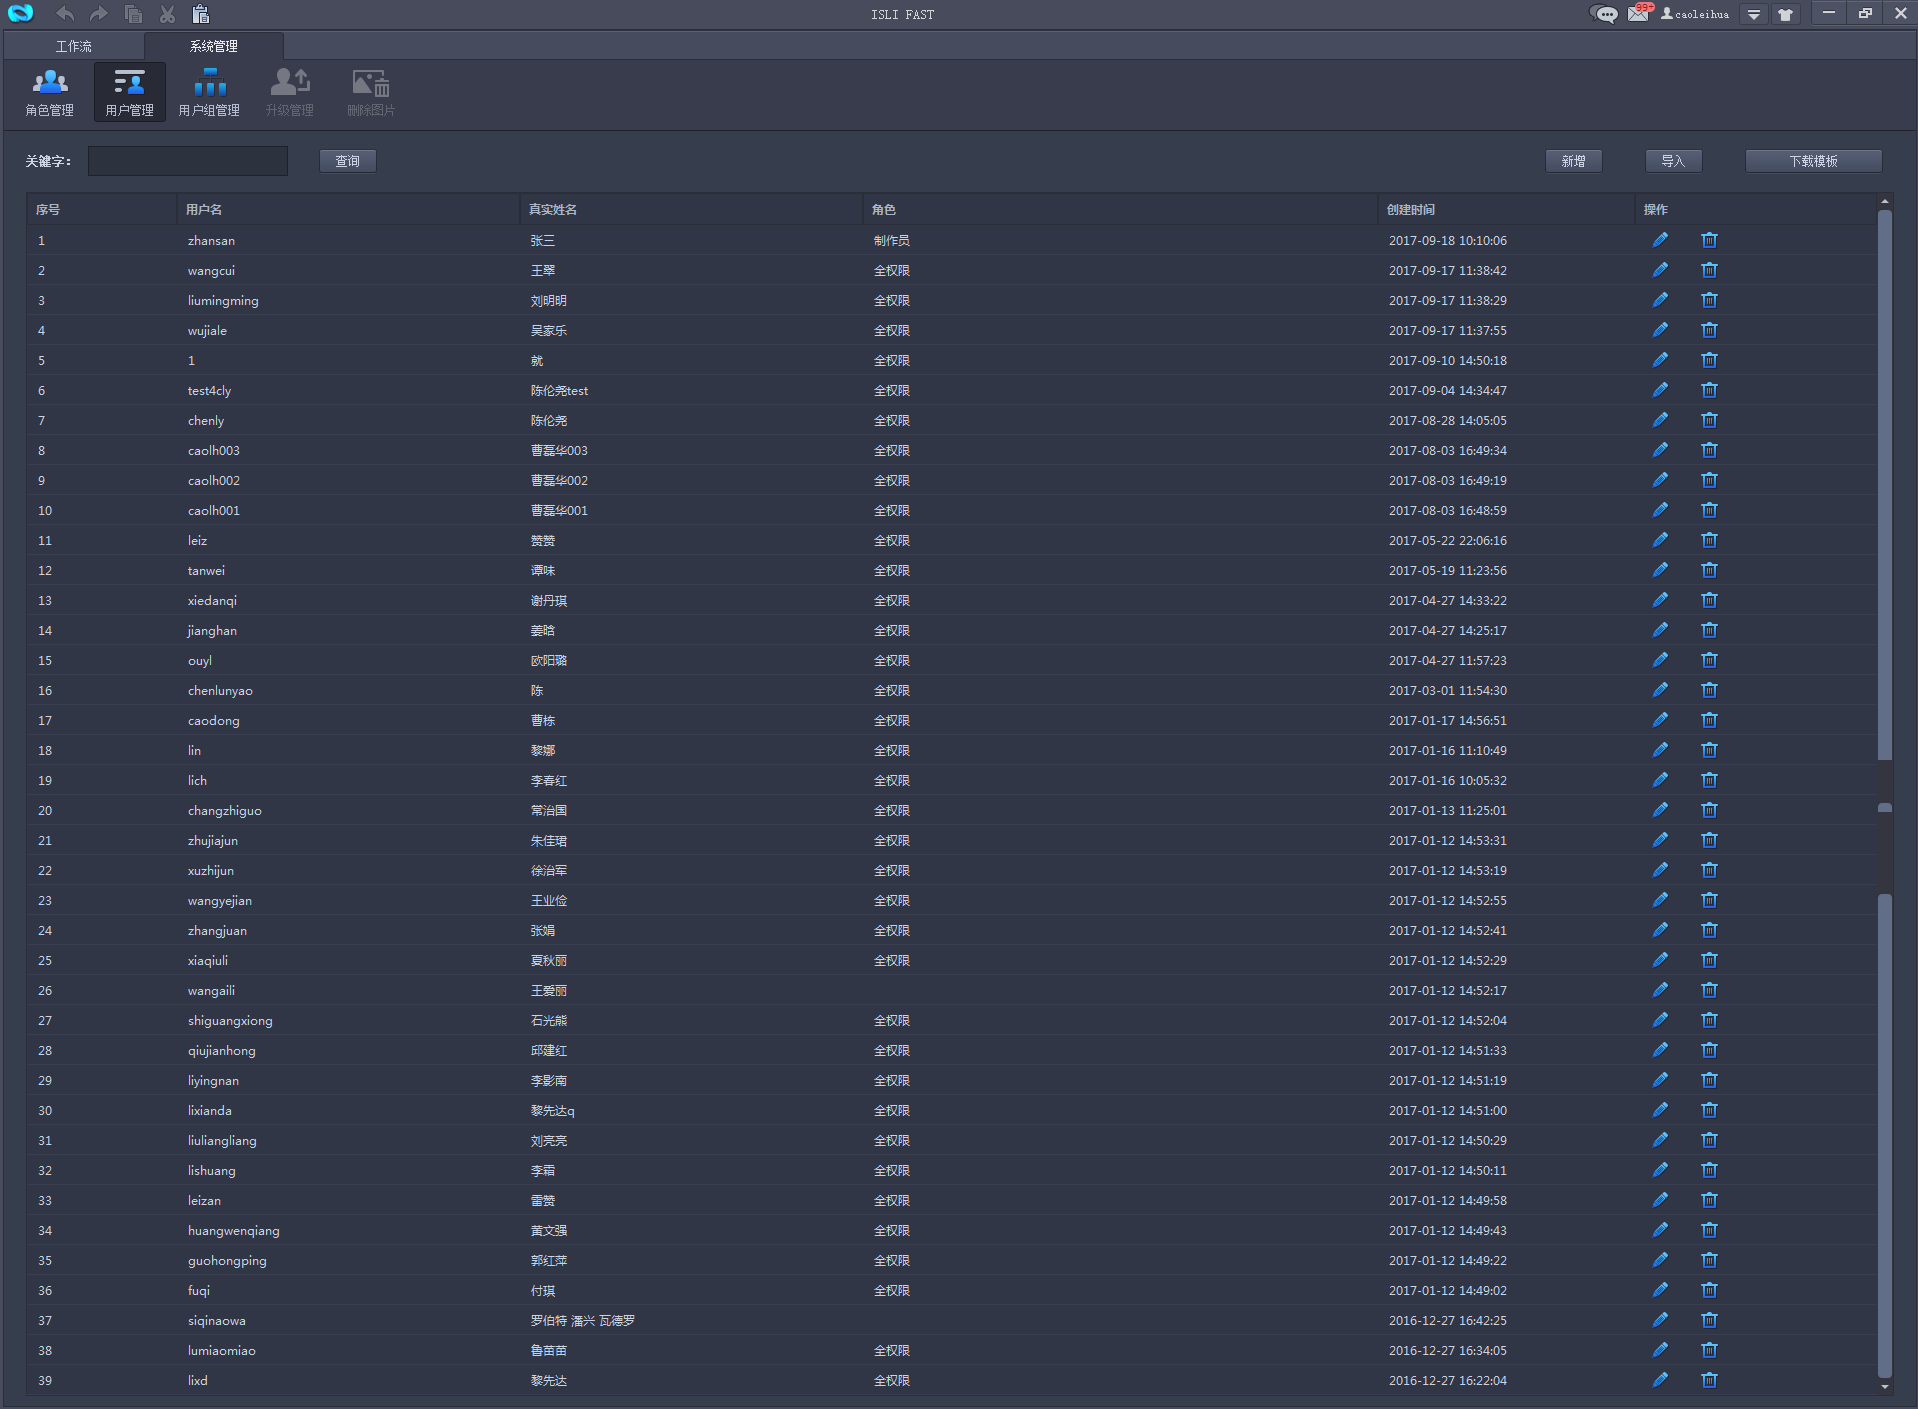 ISLI FAST
99+
caoleihua
工作流 系统管理
角色管理 用户管理 用户组管理 升级管理 删除图片
关键字: 查询 新增 导入 下载模板
序号 用户名 真实姓名 角色 创建时间 操作
1 zhansan 张三 制作员 2017-09-18 10:10:06
2 wangcui 王翠 全权限 2017-09-17 11:38:42
3 liumingming 刘明明 全权限 2017-09-17 11:38:29
4 wujiale 吴家乐 全权限 2017-09-17 11:37:55
5 1 就 全权限 2017-09-10 14:50:18
6 test4cly 陈伦尧test 全权限 2017-09-04 14:34:47
7 chenly 陈伦尧 全权限 2017-08-28 14:05:05
8 caolh003 曹磊华003 全权限 2017-08-03 16:49:34
9 caolh002 曹磊华002 全权限 2017-08-03 16:49:19
10 caolh001 曹磊华001 全权限 2017-08-03 16:48:59
11 leiz 赞赞 全权限 2017-05-22 22:06:16
12 tanwei 谭味 全权限 2017-05-19 11:23:56
13 xiedanqi 谢丹琪 全权限 2017-04-27 14:33:22
14 jianghan 姜晗 全权限 2017-04-27 14:25:17
15 ouyl 欧阳璐 全权限 2017-04-27 11:57:23
16 chenlunyao 陈 全权限 2017-03-01 11:54:30
17 caodong 曹栋 全权限 2017-01-17 14:56:51
18 lin 黎娜 全权限 2017-01-16 11:10:49
19 lich 李春红 全权限 2017-01-16 10:05:32
20 changzhiguo 常治国 全权限 2017-01-13 11:25:01
21 zhujiajun 朱佳珺 全权限 2017-01-12 14:53:31
22 xuzhijun 徐治军 全权限 2017-01-12 14:53:19
23 wangyejian 王业俭 全权限 2017-01-12 14:52:55
24 zhangjuan 张娟 全权限 2017-01-12 14:52:41
25 xiaqiuli 夏秋丽 全权限 2017-01-12 14:52:29
26 wangaili 王爱丽 2017-01-12 14:52:17
27 shiguangxiong 石光熊 全权限 2017-01-12 14:52:04
28 qiujianhong 邱建红 全权限 2017-01-12 14:51:33
29 liyingnan 李影南 全权限 2017-01-12 14:51:19
30 lixianda 黎先达q 全权限 2017-01-12 14:51:00
31 liuliangliang 刘亮亮 全权限 2017-01-12 14:50:29
32 lishuang 李霜 全权限 2017-01-12 14:50:11
33 leizan 雷赞 全权限 2017-01-12 14:49:58
34 huangwenqiang 黄文强 全权限 2017-01-12 14:49:43
35 guohongping 郭红萍 全权限 2017-01-12 14:49:22
36 fuqi 付琪 全权限 2017-01-12 14:49:02
37 siqinaowa 罗伯特 潘兴 瓦德罗 2016-12-27 16:42:25
38 lumiaomiao 鲁苗苗 全权限 2016-12-27 16:34:05
39 lixd 黎先达 全权限 2016-12-27 16:22:04